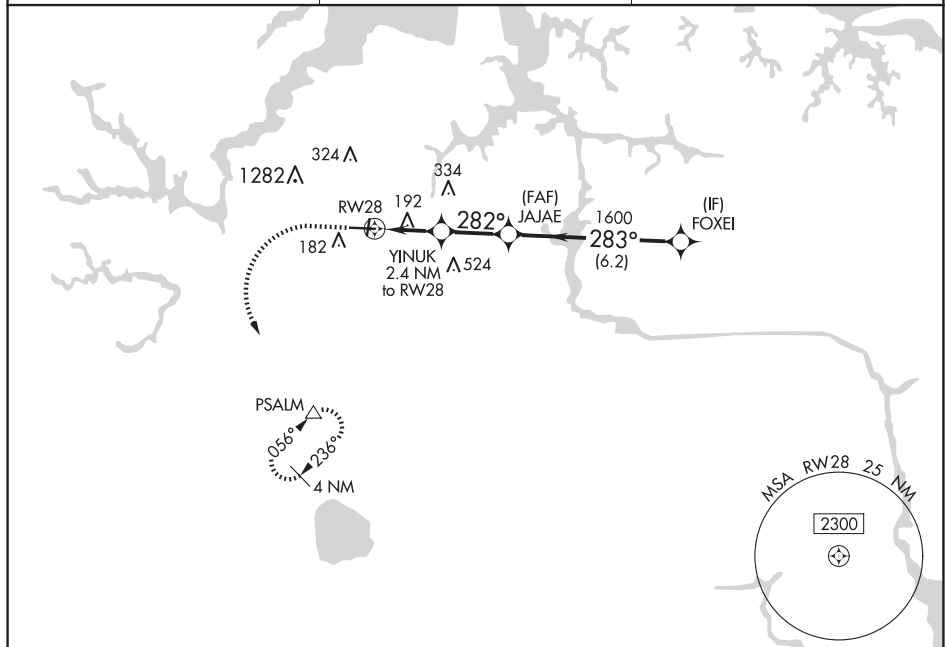 324
1282
334
192
RW28
182
282°
(FAF)
JAJAE
1600
283°
(6.2)
(IF)
FOXEI
YINUK
2.4 NM
to RW28
524
PSALM
056°
236°
4 NM
MSA RW28 25 NM
2300